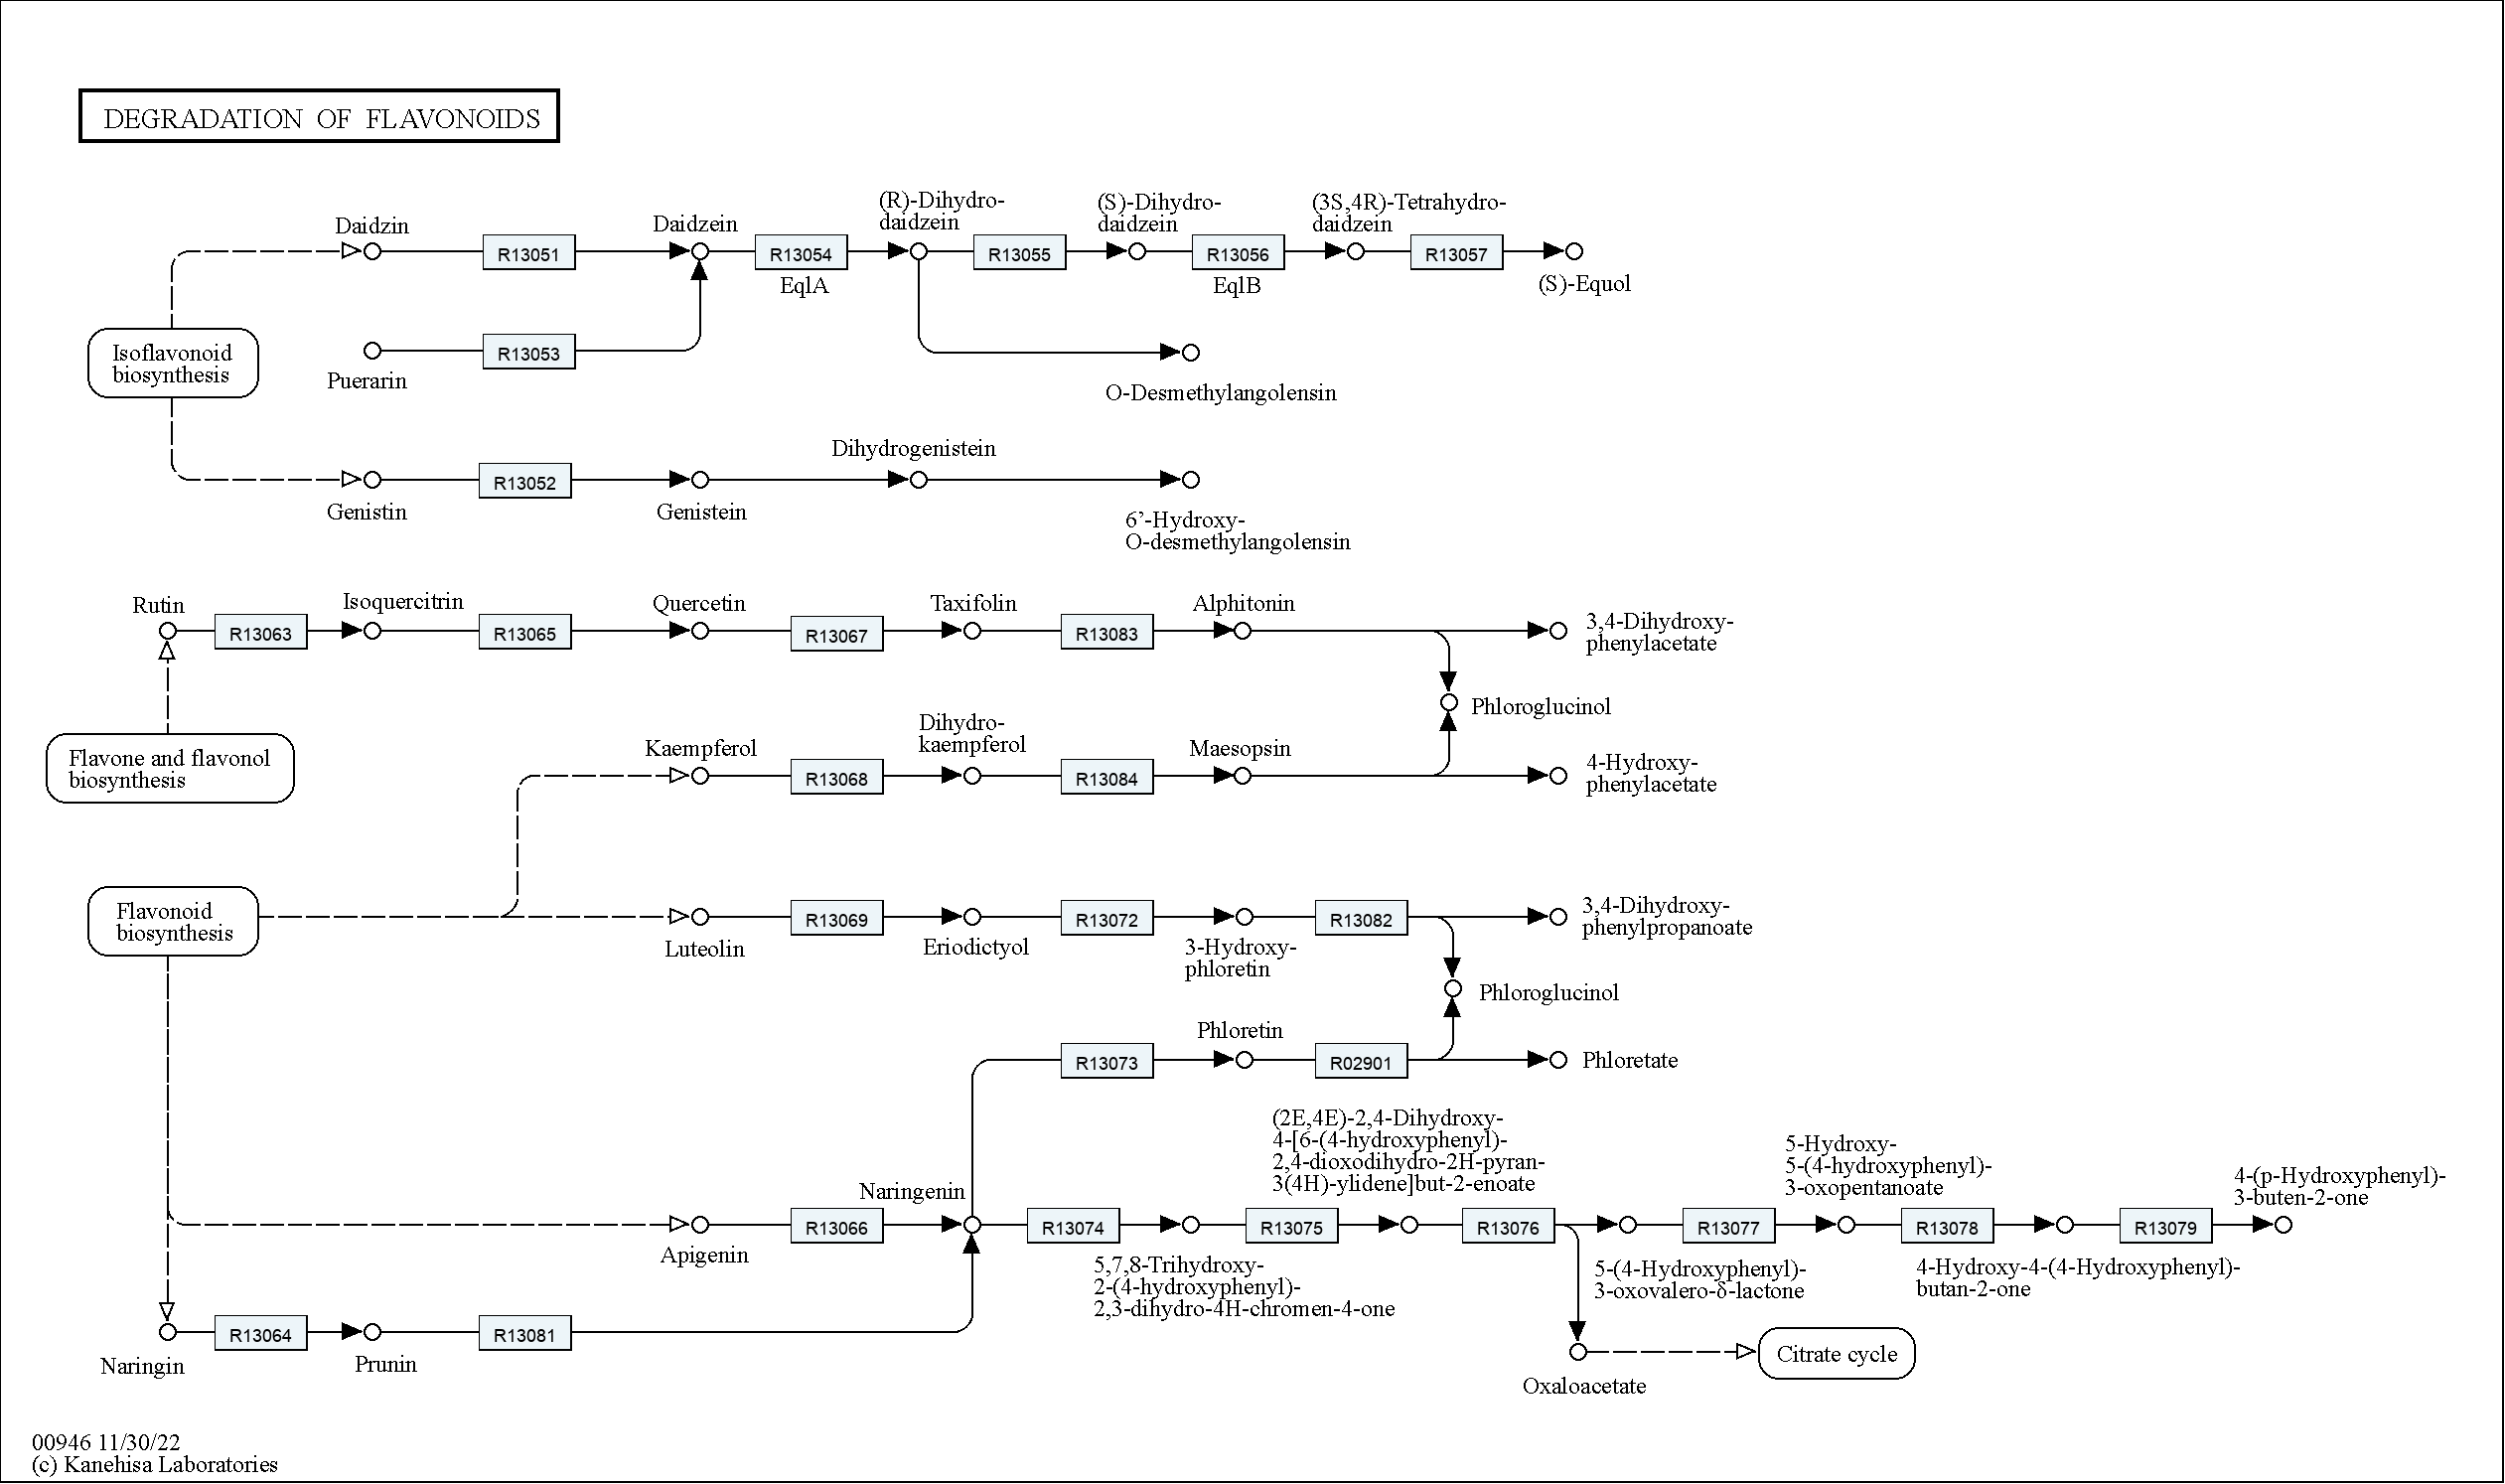 DEGRADATION OF FLAVONOIDS
Daidzin
R13051
Daidzein
R13054
EqlA
(R)-Dihydro-
daidzein
R13055
(S)-Dihydro-
daidzein
R13056
EqlB
(3S,4R)-Tetrahydro-
daidzein
R13057
(S)-Equol
Isoflavonoid
biosynthesis
Puerarin
R13053
O-Desmethylangolensin
Genistin
R13052
Genistein
Dihydrogenistein
6’-Hydroxy-
O-desmethylangolensin
Rutin
R13063
Isoquercitrin
R13065
Quercetin
R13067
Taxifolin
R13083
Alphitonin
3,4-Dihydroxy-
phenylacetate
Phloroglucinol
Flavone and flavonol
biosynthesis
Kaempferol
R13068
Dihydro-
kaempferol
R13084
Maesopsin
4-Hydroxy-
phenylacetate
Flavonoid
biosynthesis
Luteolin
R13069
Eriodictyol
R13072
3-Hydroxy-
phloretin
R13082
3,4-Dihydroxy-
phenylpropanoate
Phloroglucinol
R13073
Phloretin
R02901
Phloretate
Apigenin
R13066
Naringenin
R13074
5,7,8-Trihydroxy-
2-(4-hydroxyphenyl)-
2,3-dihydro-4H-chromen-4-one
R13075
(2E,4E)-2,4-Dihydroxy-
4-[6-(4-hydroxyphenyl)-
2,4-dioxodihydro-2H-pyran-
3(4H)-ylidene]but-2-enoate
R13076
5-(4-Hydroxyphenyl)-
3-oxovalero-δ-lactone
R13077
5-Hydroxy-
5-(4-hydroxyphenyl)-
3-oxopentanoate
R13078
4-Hydroxy-4-(4-Hydroxyphenyl)-
butan-2-one
R13079
4-(p-Hydroxyphenyl)-
3-buten-2-one
Naringin
R13064
Prunin
R13081
Oxaloacetate
Citrate cycle
00946 11/30/22
(c) Kanehisa Laboratories